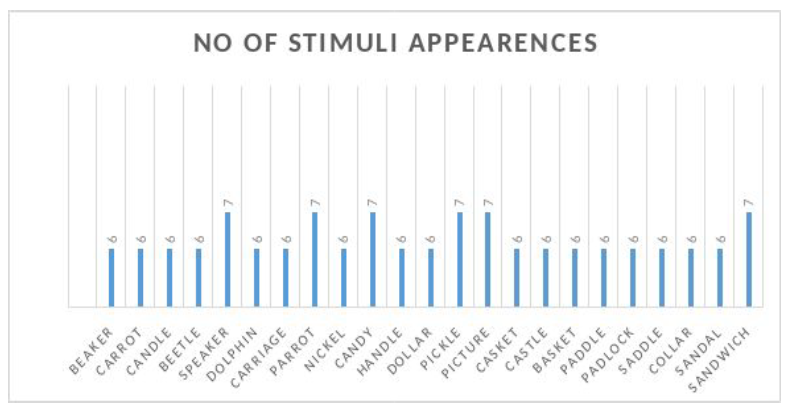 NO OF STIMULI APPEARENCES
6 6 6 6 7 6 6 7 6 7 6 6 7 7 6 6 6 6 6 6 6 6 7
BEAKER
CARROT
CANDLE
BEETLE
SPEAKER
DOLPHIN
CARRIAGE
PARROT
NICKEL
CANDY
HANDLE
DOLLAR
PICKLE
PICTURE
CASKET
CASTLE
BASKET
PADDLE
PADLOCK
SADDLE
COLLAR
SANDAL
SANDWICH